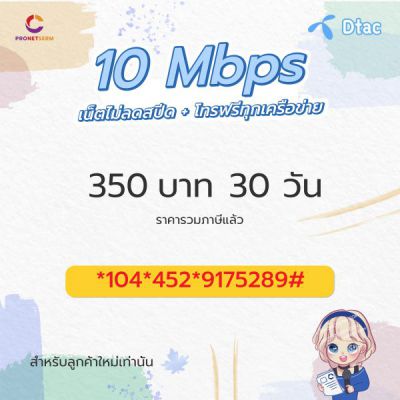 PRONETSERM
Dtac
10 Mbps
เน็ตไม่ลดสปีด + โทรฟรีทุกเครือข่าย
350 บาท 30 วัน
ราคารวมภาษีแล้ว
*104*452*9175289#
สำหรับลูกค้าใหม่เท่านั้น